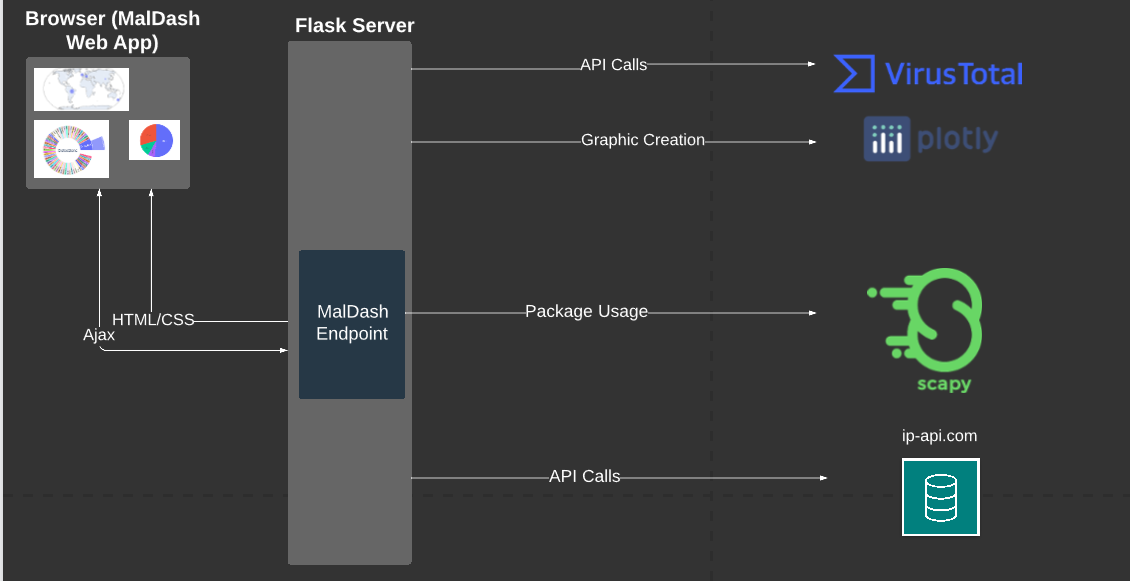 Browser (MalDash
Web App)
Flask Server
API Calls
VirusTotal
Graphic Creation
plotly
MalDash
Endpoint
Package Usage
HTML/CSS
Ajax
scapy
ip-api.com
API Calls